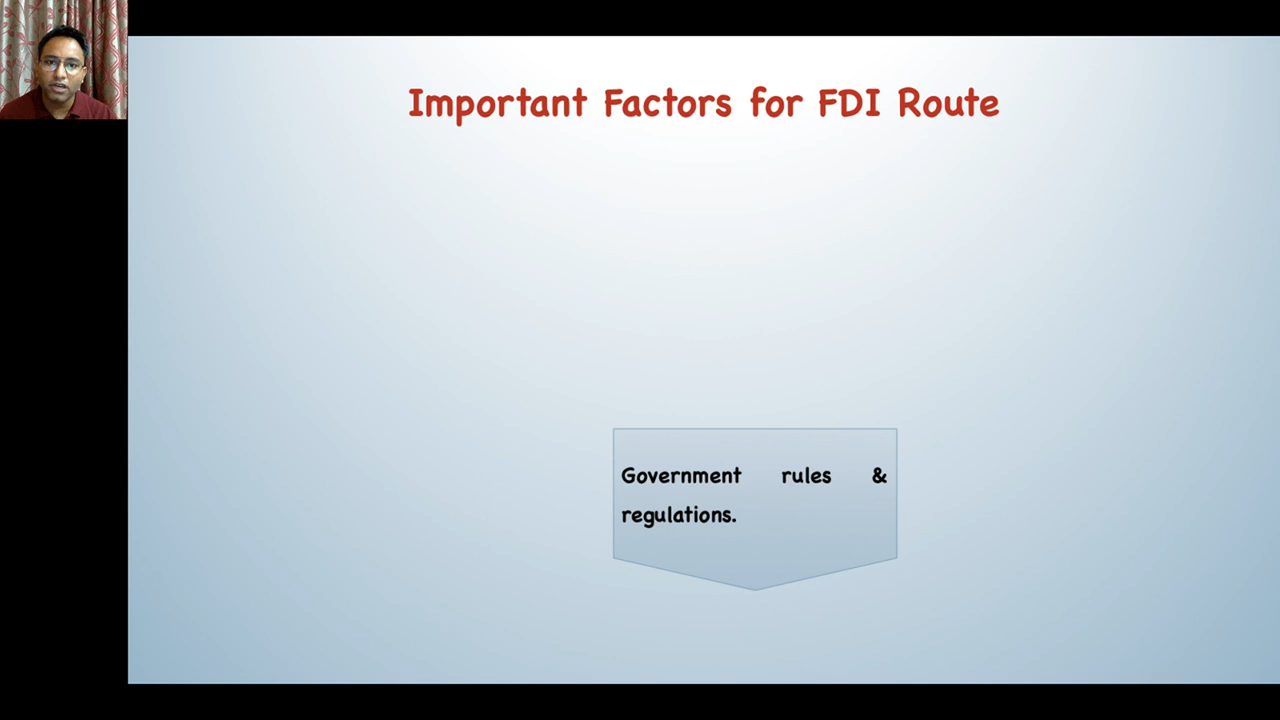 Important Factors for FDI Route
Government rules &
regulations.